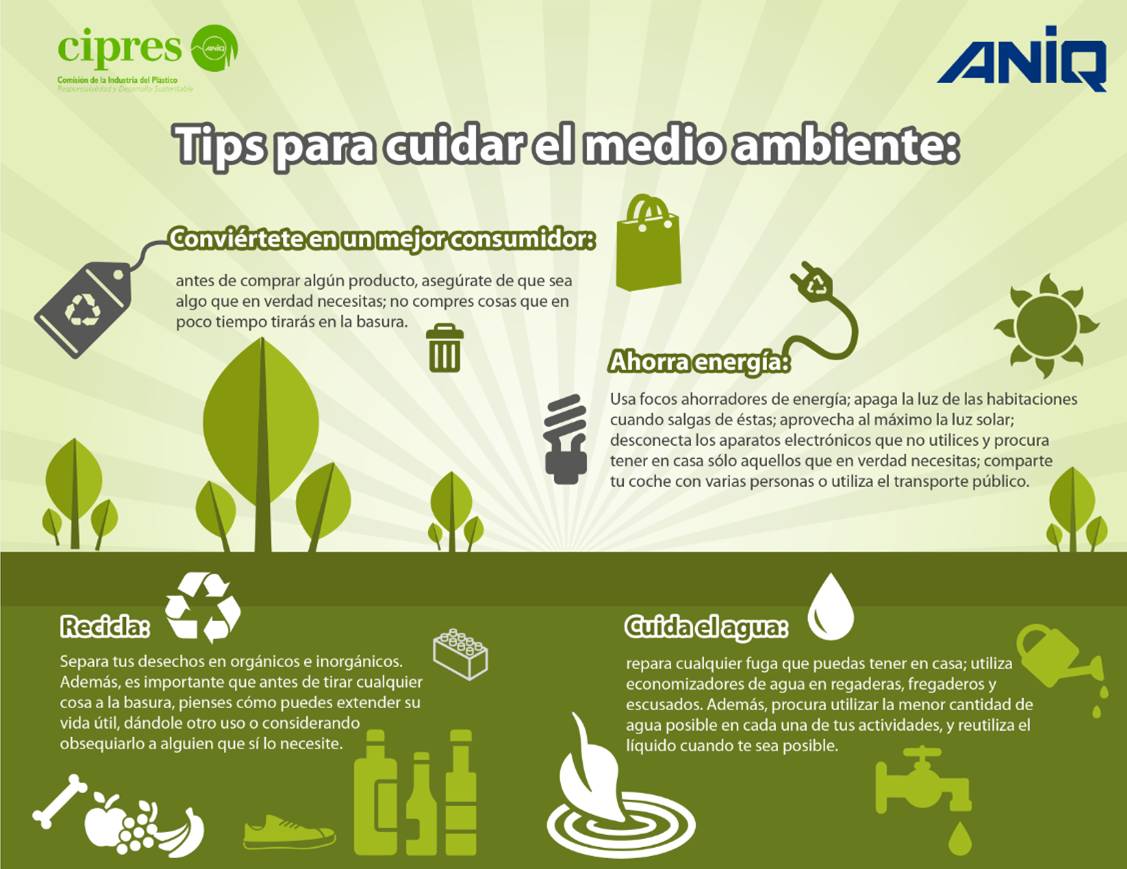 cipres
ANIQ
Comisión de la Industria del Plástico
Responsabilidad y Desarrollo Sustentable
ANIQ
Tips para cuidar el medio ambiente:
Conviértete en un mejor consumidor:
antes de comprar algún producto, asegúrate de que sea
algo que en verdad necesitas; no compres cosas que en
poco tiempo tirarás en la basura.
Ahorra energía:
Usa focos ahorradores de energía; apaga la luz de las habitaciones
cuando salgas de éstas; aprovecha al máximo la luz solar;
desconecta los aparatos electrónicos que no utilices y procura
tener en casa sólo aquellos que en verdad necesitas; comparte
tu coche con varias personas o utiliza el transporte público.
Recicla:
Separa tus desechos en orgánicos e inorgánicos.
Además, es importante que antes de tirar cualquier
cosa a la basura, pienses cómo puedes extender su
vida útil, dándole otro uso o considerando
obsequiarlo a alguien que sí lo necesite.
Cuida el agua:
repara cualquier fuga que puedas tener en casa; utiliza
economizadores de agua en regaderas, fregaderos y
escusados. Además, procura utilizar la menor cantidad de
agua posible en cada una de tus actividades, y reutiliza el
líquido cuando te sea posible.